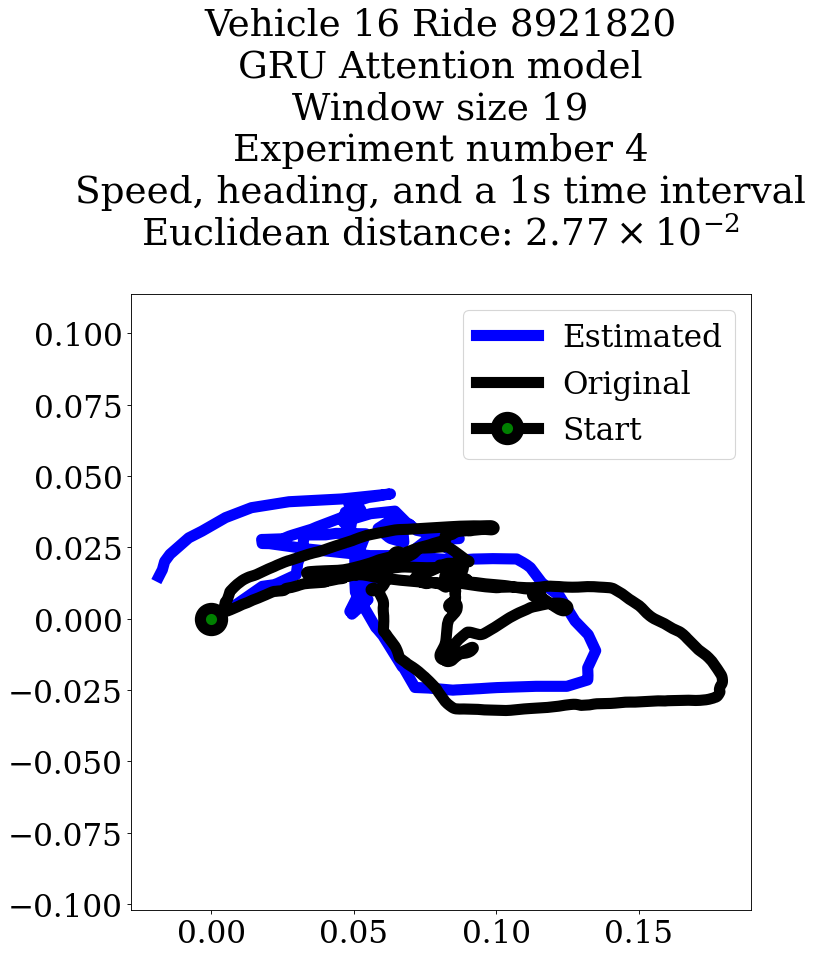 Vehicle 16 Ride 8921820
GRU Attention model
Window size 19
Experiment number 4
Speed, heading, and a 1s time interval
Euclidean distance: 2.77 × 10⁻²
Estimated
Original
Start
0.100
0.075
0.050
0.025
0.000
−0.025
−0.050
−0.075
−0.100
0.00 0.05 0.10 0.15